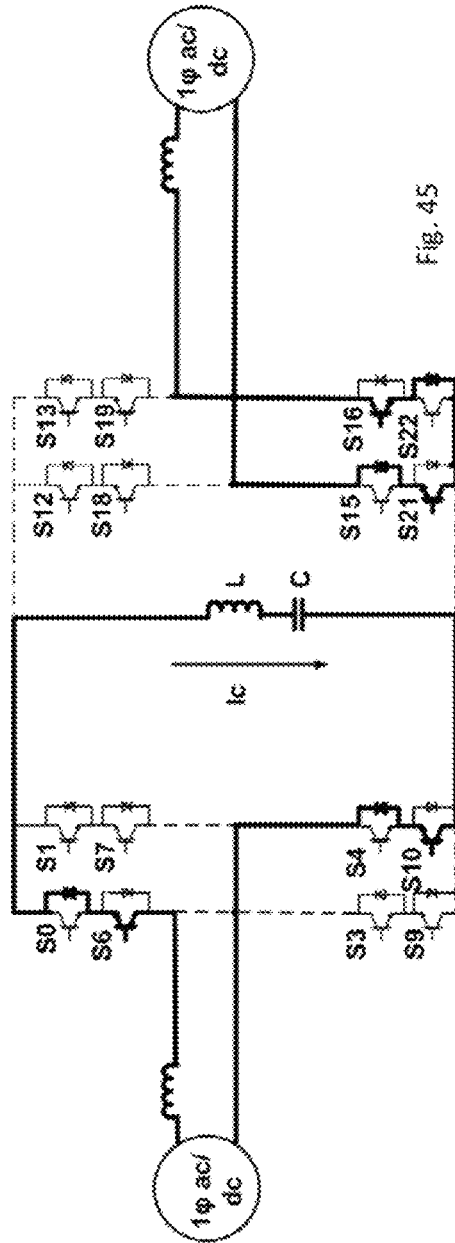 S0
S6
S1
S7
S12
S18
S13
S19
1φ ac/
dc
1φ ac/
dc
Ic
L
C
S3
S9
S4
S10
S15
S21
S16
S22
Fig. 45